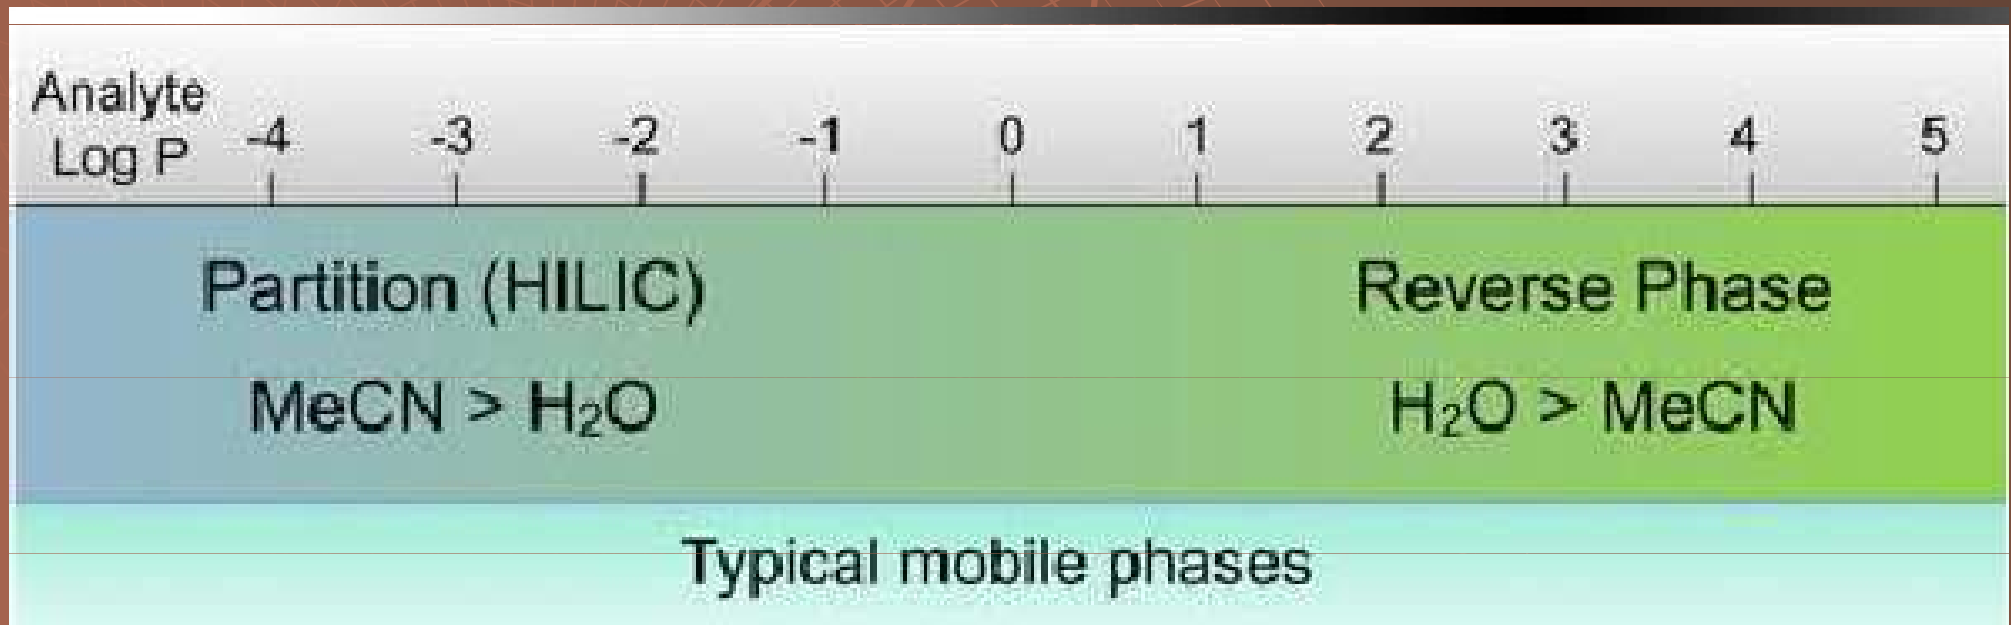 Analyte
Log P
-4 -3 -2 -1 0 1 2 3 4 5
Partition (HILIC) Reverse Phase
MeCN > H₂O H₂O > MeCN
Typical mobile phases